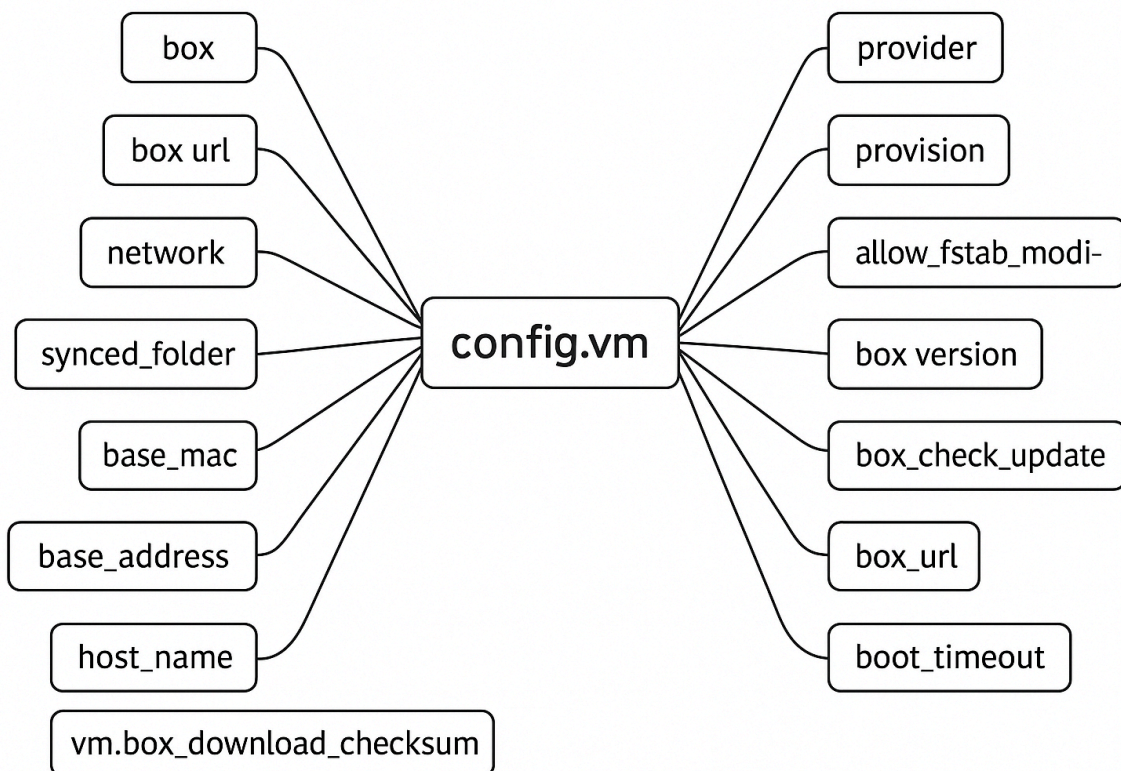 box
box url
network
synced_folder
base_mac
base_address
host_name
vm.box_download_checksum
config.vm
provider
provision
allow_fstab_modi-
box version
box_check_update
box_url
boot_timeout